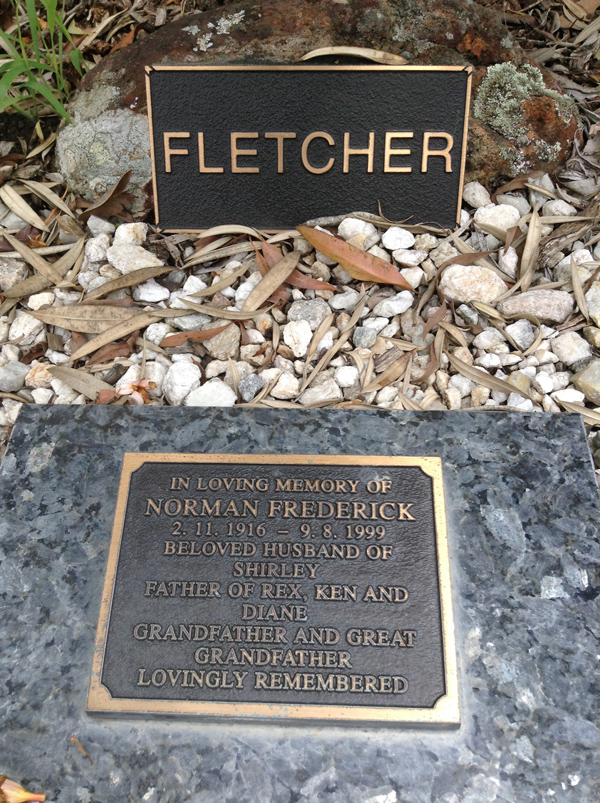 FLETCHER
IN LOVING MEMORY OF
NORMAN FREDERICK
2. 11. 1916 – 9. 8. 1999
BELOVED HUSBAND OF
SHIRLEY
FATHER OF REX, KEN AND
DIANE
GRANDFATHER AND GREAT
GRANDFATHER
LOVINGLY REMEMBERED